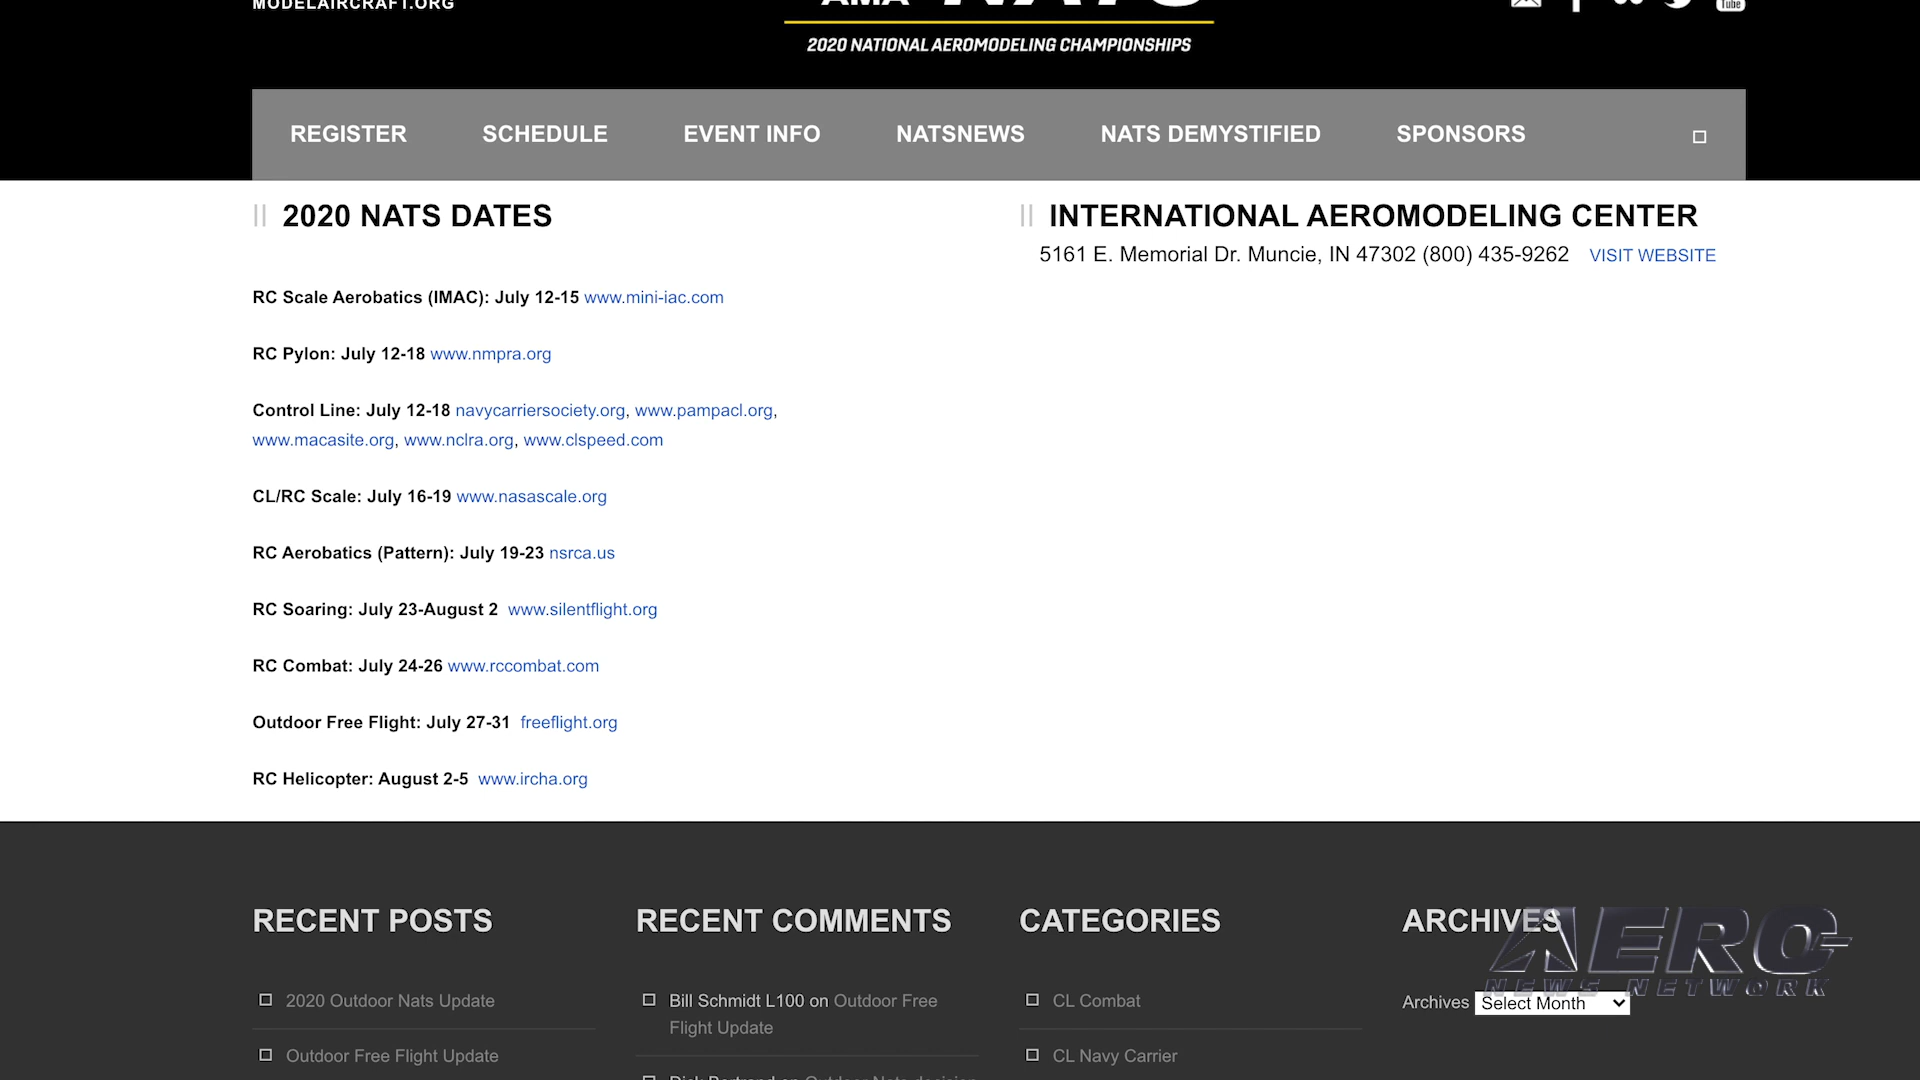 MODELAIRCRAFT.ORG
AMA NATS
2020 NATIONAL AEROMODELING CHAMPIONSHIPS
REGISTER SCHEDULE EVENT INFO NATSNEWS NATS DEMYSTIFIED SPONSORS
2020 NATS DATES
RC Scale Aerobatics (IMAC): July 12-15 www.mini-iac.com
RC Pylon: July 12-18 www.nmpra.org
Control Line: July 12-18 navycarriersociety.org, www.pampacl.org,
www.macasite.org, www.nclra.org, www.clspeed.com
CL/RC Scale: July 16-19 www.nasascale.org
RC Aerobatics (Pattern): July 19-23 nsrca.us
RC Soaring: July 23-August 2 www.silentflight.org
RC Combat: July 24-26 www.rccombat.com
Outdoor Free Flight: July 27-31 freeflight.org
RC Helicopter: August 2-5 www.ircha.org
INTERNATIONAL AEROMODELING CENTER
5161 E. Memorial Dr. Muncie, IN 47302 (800) 435-9262 VISIT WEBSITE
RECENT POSTS
2020 Outdoor Nats Update
Outdoor Free Flight Update
RECENT COMMENTS
Bill Schmidt L100 on Outdoor Free
Flight Update
Dick Bertrand on Outdoor Nats decision
CATEGORIES
CL Combat
CL Navy Carrier
ARCHIVES
Archives Select Month
AERO
NEWS NETWORK